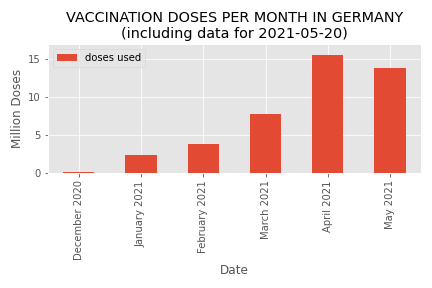 VACCINATION DOSES PER MONTH IN GERMANY
(including data for 2021-05-20)
doses used
Million Doses
15
10
5
0
December 2020
January 2021
February 2021
March 2021
April 2021
May 2021
Date